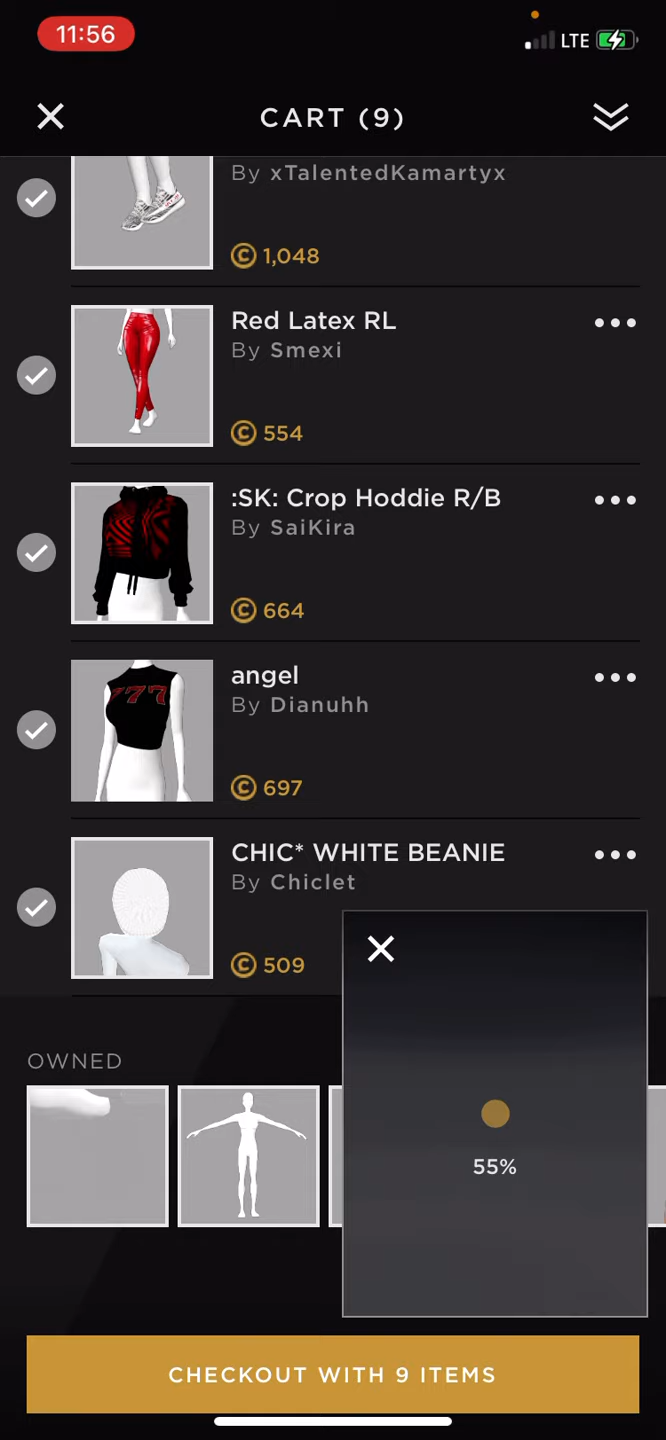 11:56
LTE
CART (9)
By xTalentedKamartyx
1,048
Red Latex RL
By Smexi
554
:SK: Crop Hoddie R/B
By SaiKira
664
angel
By Dianuhh
777
697
CHIC* WHITE BEANIE
By Chiclet
509
OWNED
55%
CHECKOUT WITH 9 ITEMS